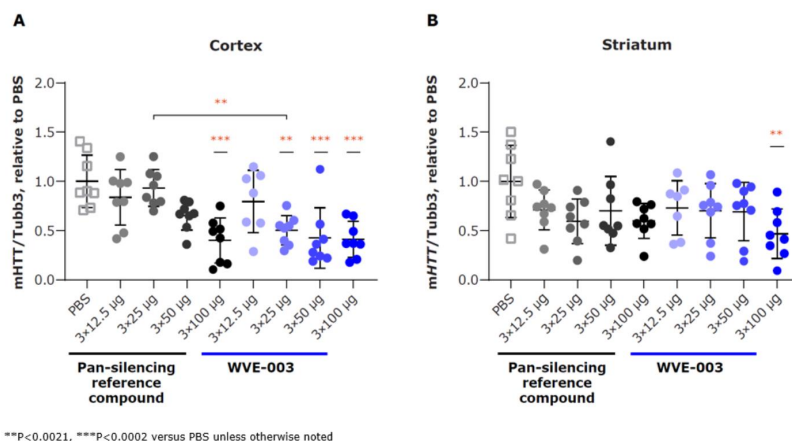 A
Cortex
mHTT/Tubb3, relative to PBS
2.0
1.5
1.0
0.5
0.0
**
***
**
***
***
PBS
3×12.5 µg
3×25 µg
3×50 µg
3×100 µg
3×12.5 µg
3×25 µg
3×50 µg
3×100 µg
Pan-silencing
reference
compound
WVE-003
B
Striatum
mHTT/Tubb3, relative to PBS
2.0
1.5
1.0
0.5
0.0
**
PBS
3×12.5 µg
3×25 µg
3×50 µg
3×100 µg
3×12.5 µg
3×25 µg
3×50 µg
3×100 µg
Pan-silencing
reference
compound
WVE-003
**P<0.0021, ***P<0.0002 versus PBS unless otherwise noted